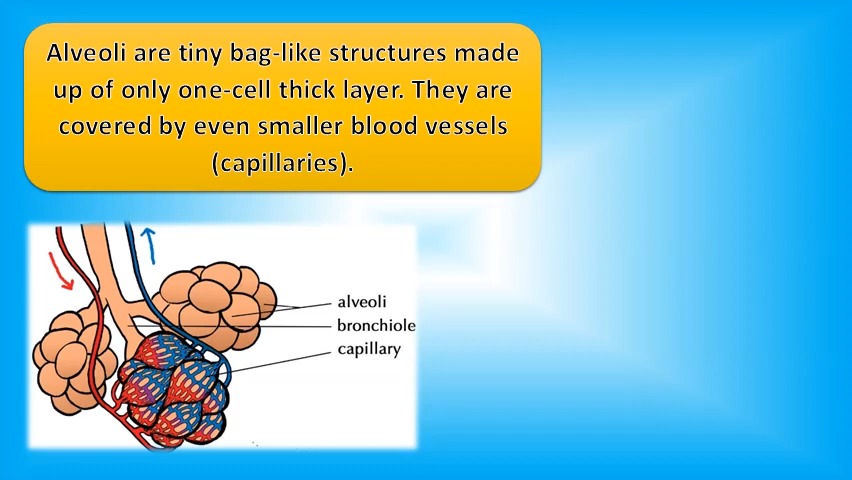 Alveoli are tiny bag-like structures made
up of only one-cell thick layer. They are
covered by even smaller blood vessels
(capillaries).
alveoli
bronchiole
capillary